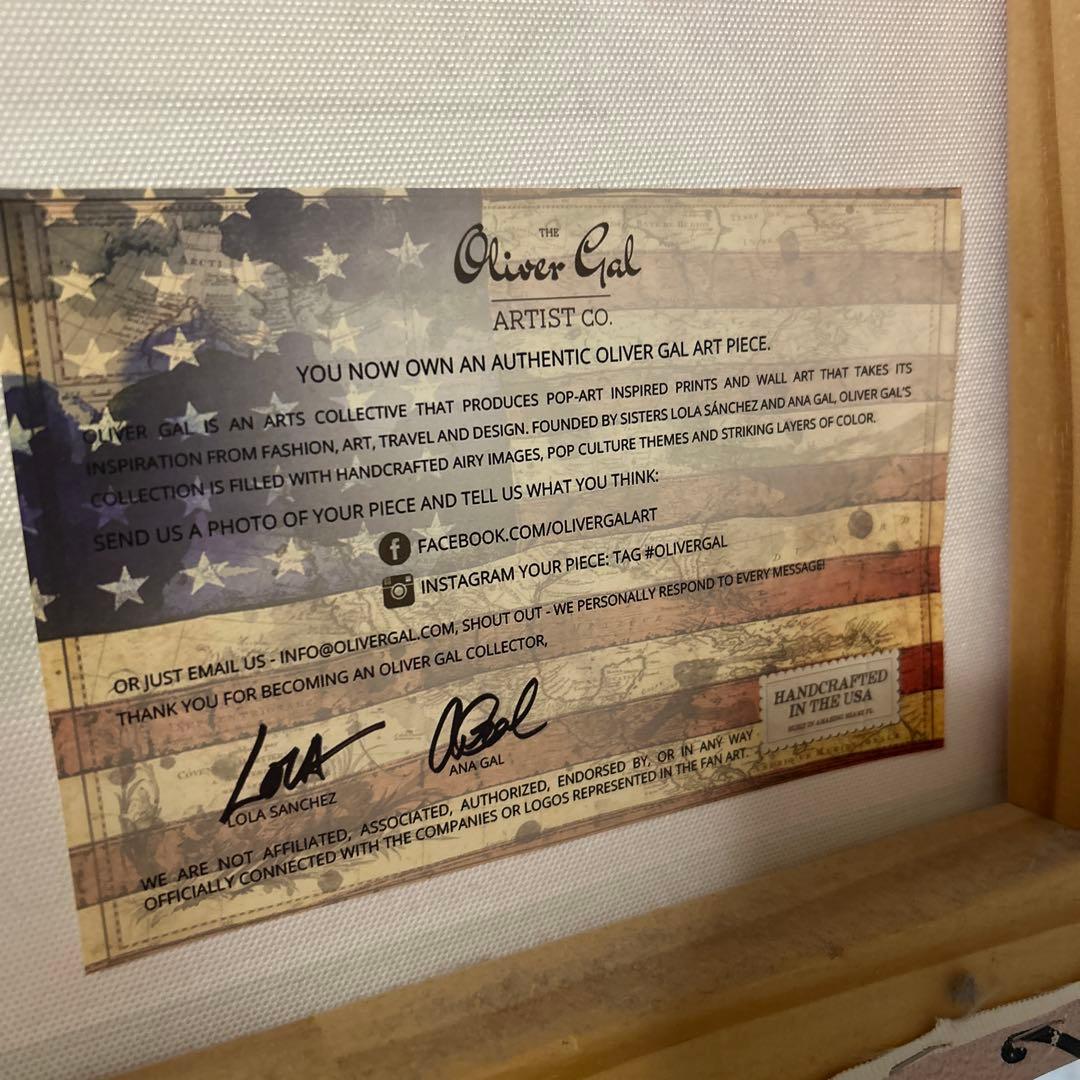 THE
Oliver Gal
ARTIST CO.
YOU NOW OWN AN AUTHENTIC OLIVER GAL ART PIECE.
OLIVER GAL IS AN ARTS COLLECTIVE THAT PRODUCES POP-ART INSPIRED PRINTS AND WALL ART THAT TAKES ITS
INSPIRATION FROM FASHION, ART, TRAVEL AND DESIGN. FOUNDED BY SISTERS LOLA SÁNCHEZ AND ANA GAL, OLIVER GAL'S
COLLECTION IS FILLED WITH HANDCRAFTED AIRY IMAGES, POP CULTURE THEMES AND STRIKING LAYERS OF COLOR.
SEND US A PHOTO OF YOUR PIECE AND TELL US WHAT YOU THINK:
FACEBOOK.COM/OLIVERGALART
INSTAGRAM YOUR PIECE: TAG #OLIVERGAL
OR JUST EMAIL US - INFO@OLIVERGAL.COM, SHOUT OUT - WE PERSONALLY RESPOND TO EVERY MESSAGE!
THANK YOU FOR BECOMING AN OLIVER GAL COLLECTOR,
LOLA
LOLA SANCHEZ
ANA GAL
HANDCRAFTED
IN THE USA
MIAMI FL
WE ARE NOT AFFILIATED, ASSOCIATED, AUTHORIZED, ENDORSED BY, OR IN ANY WAY
OFFICIALLY CONNECTED WITH THE COMPANIES OR LOGOS REPRESENTED IN THE FAN ART.